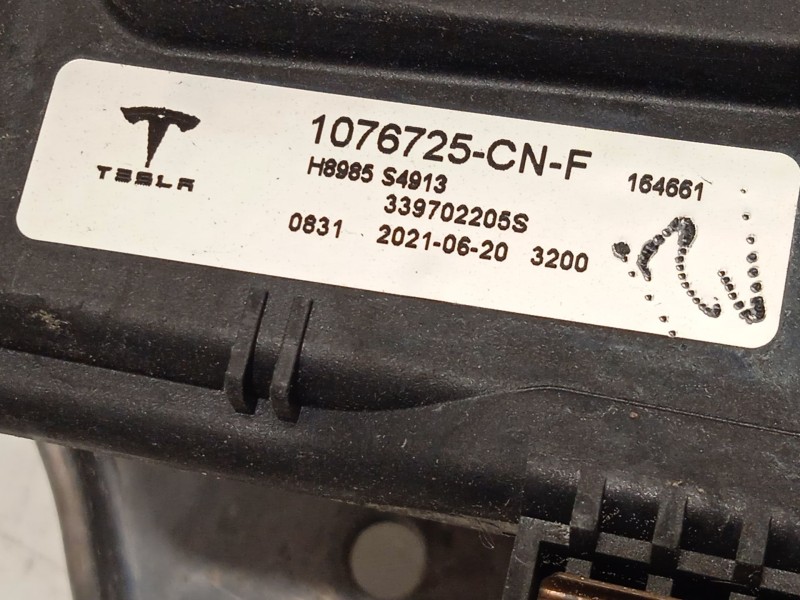 TESLA
1076725-CN-F
H8985 S4913
164661
339702205S
0831 2021-06-20 3200